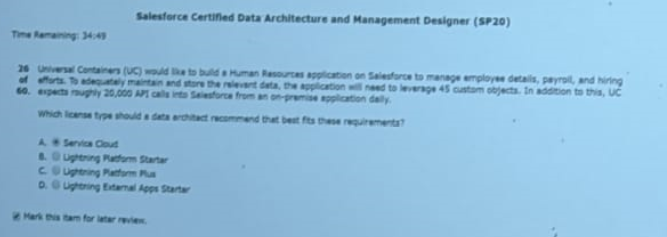 Salesforce Certified Data Architecture and Management Designer (SP20)
Time Remaining: 34:49
26 Universal Containers (UC) would like to build a Human Resources application on Salesforce to manage employee details, payroll, and hiring
of efforts. To adequately maintain and store the relevant data, the application will need to leverage 45 custom objects. In addition to this, UC
60. expects roughly 20,000 API calls into Salesforce from an on-premise application daily.
Which license type should a data architect recommend that best fits these requirements?
A. Service Cloud
B. Lightning Platform Starter
C. Lightning Platform Plus
D. Lightning External Apps Starter
Mark this item for later review.